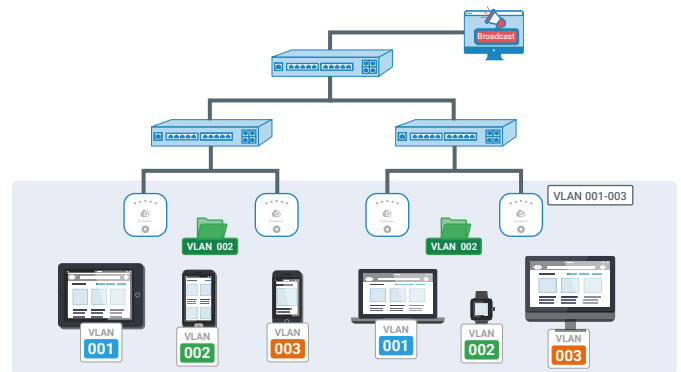 Broadcast
VLAN 001-003
VLAN 002
VLAN 002
VLAN
001
VLAN
002
VLAN
003
VLAN
001
VLAN
002
VLAN
003